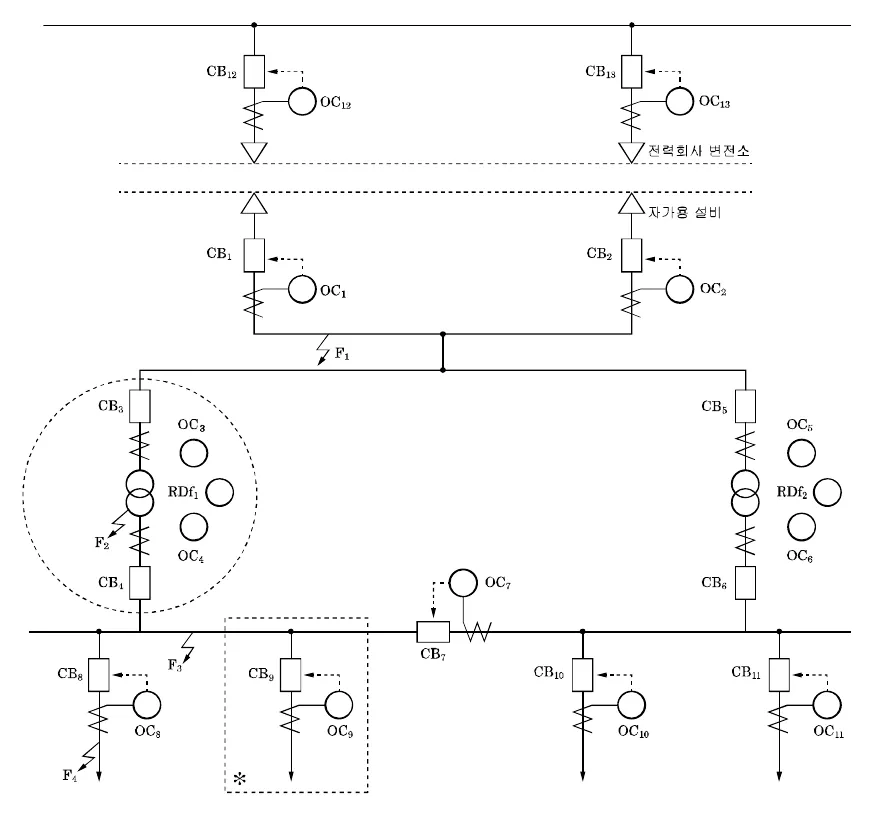 CB₁₂
OC₁₂
CB₁₃
OC₁₃
전력회사 변전소
자가용 설비
CB₁
OC₁
CB₂
OC₂
F₁
CB₃
OC₃
RDf₁
F₂
OC₄
CB₄
CB₅
OC₅
RDf₂
OC₆
CB₆
OC₇
CB₇
F₃
CB₈
OC₈
F₄
CB₉
OC₉
*
CB₁₀
OC₁₀
CB₁₁
OC₁₁